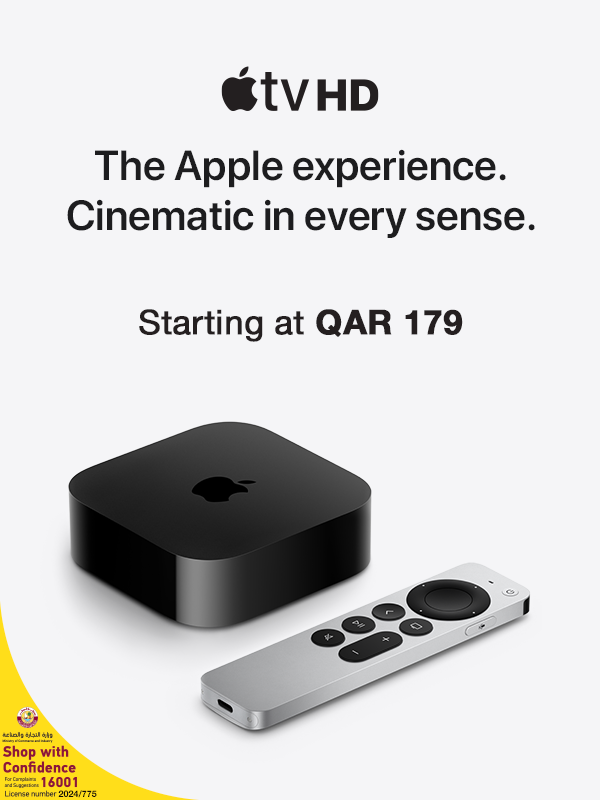 tv HD
The Apple experience.
Cinematic in every sense.
Starting at QAR 179
وزارة التجارة والصناعة
Ministry of Commerce and Industry
Shop with
Confidence
For Complaints
and Suggestions 16001
License number 2024/775